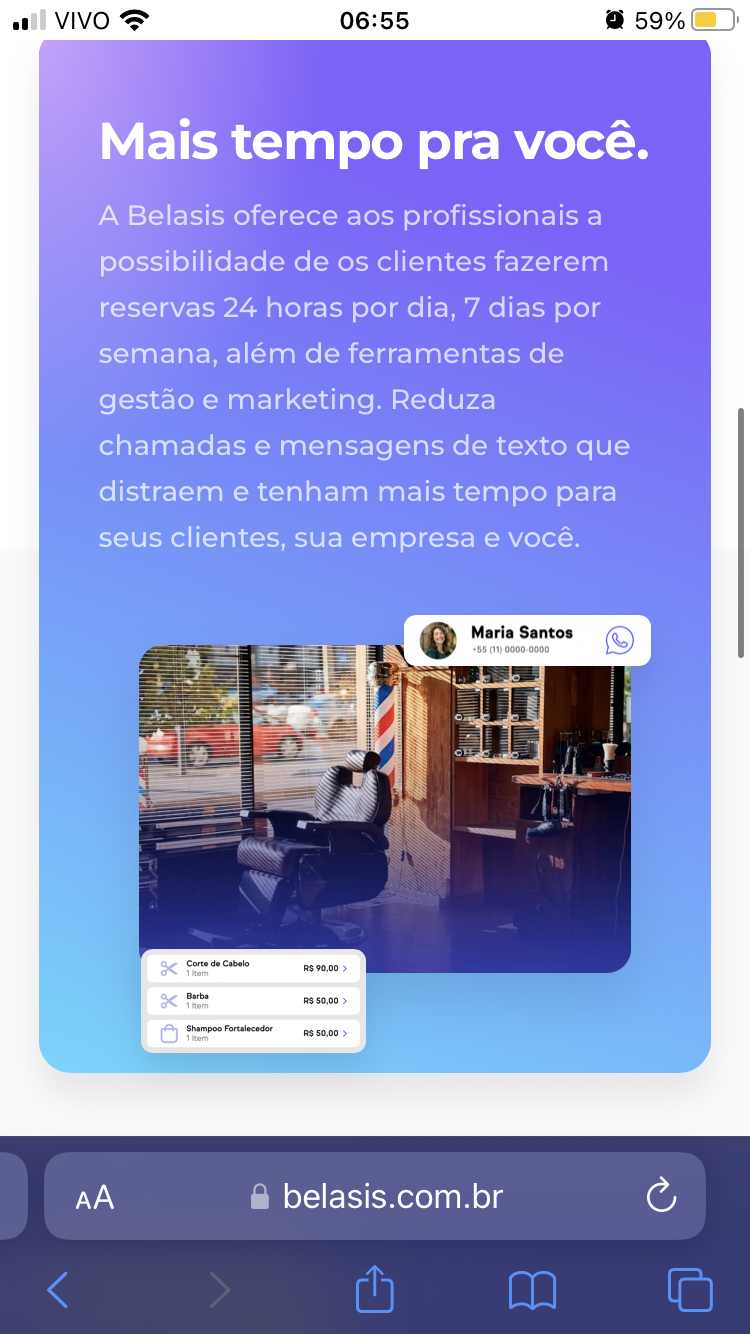 VIVO
06:55
59%
Mais tempo pra você.
A Belasis oferece aos profissionais a
possibilidade de os clientes fazerem
reservas 24 horas por dia, 7 dias por
semana, além de ferramentas de
gestão e marketing. Reduza
chamadas e mensagens de texto que
distraem e tenham mais tempo para
seus clientes, sua empresa e você.
Maria Santos
+55 (11) 0000-0000
Corte de Cabelo
1 Item
R$ 90,00
Barba
1 Item
R$ 50,00
Shampoo Fortalecedor
1 Item
R$ 50,00
AA
belasis.com.br